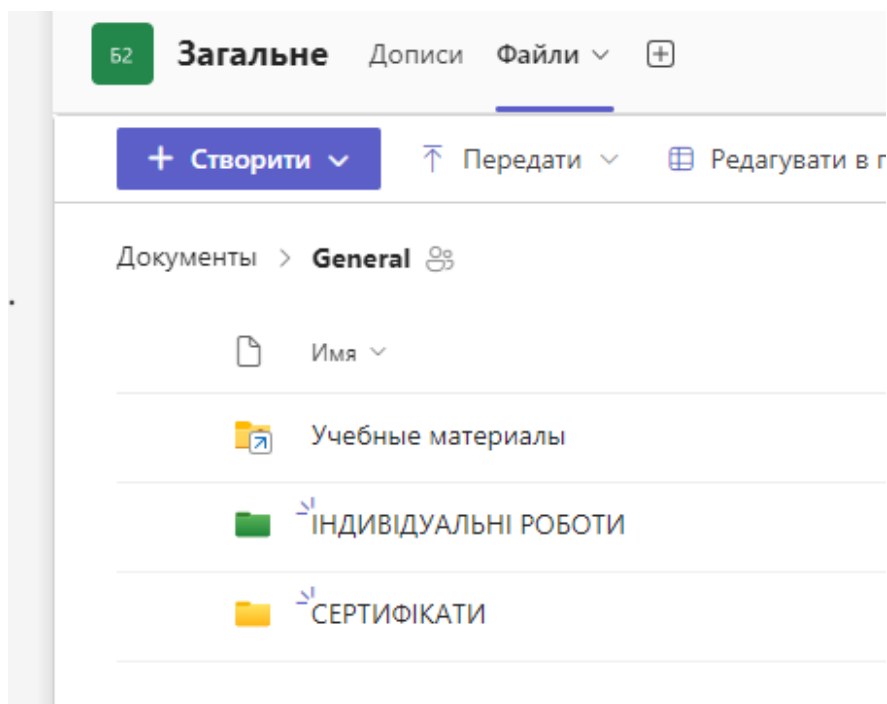 Б2 Загальне Дописи Файли
Створити Передати Редагувати в
Документы > General
Имя
Учебные материалы
ІНДИВІДУАЛЬНІ РОБОТИ
СЕРТИФІКАТИ